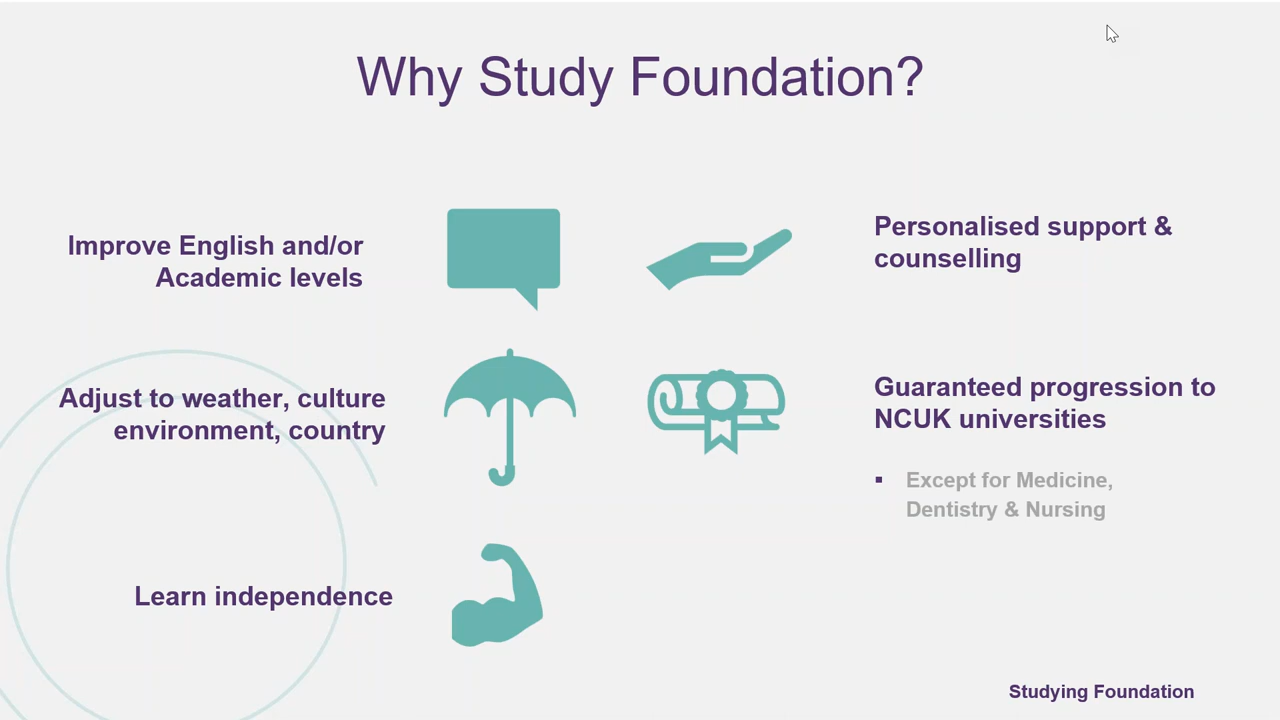 Why Study Foundation?
Improve English and/or
Academic levels
Personalised support &
counselling
Adjust to weather, culture
environment, country
Guaranteed progression to
NCUK universities
▪ Except for Medicine,
Dentistry & Nursing
Learn independence
Studying Foundation